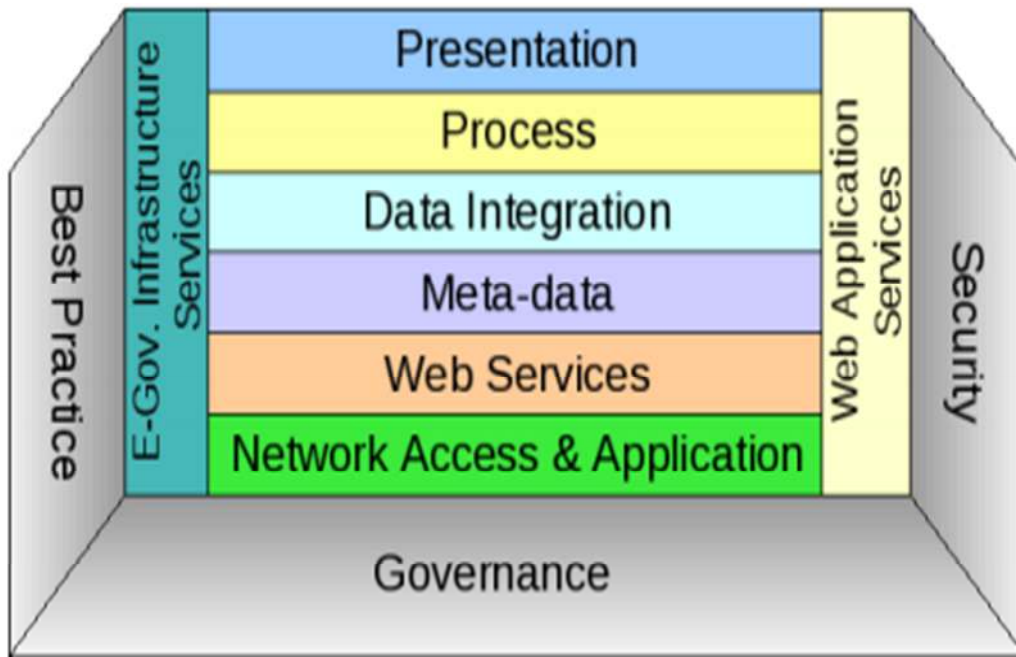 Best Practice
E-Gov. Infrastructure
Services
Presentation
Process
Data Integration
Meta-data
Web Services
Network Access & Application
Web Application
Services
Security
Governance